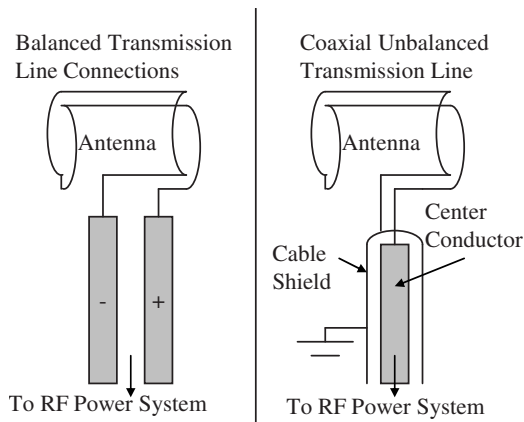 Balanced Transmission
Line Connections
Antenna
-
+
To RF Power System
Coaxial Unbalanced
Transmission Line
Antenna
Center
Conductor
Cable
Shield
To RF Power System